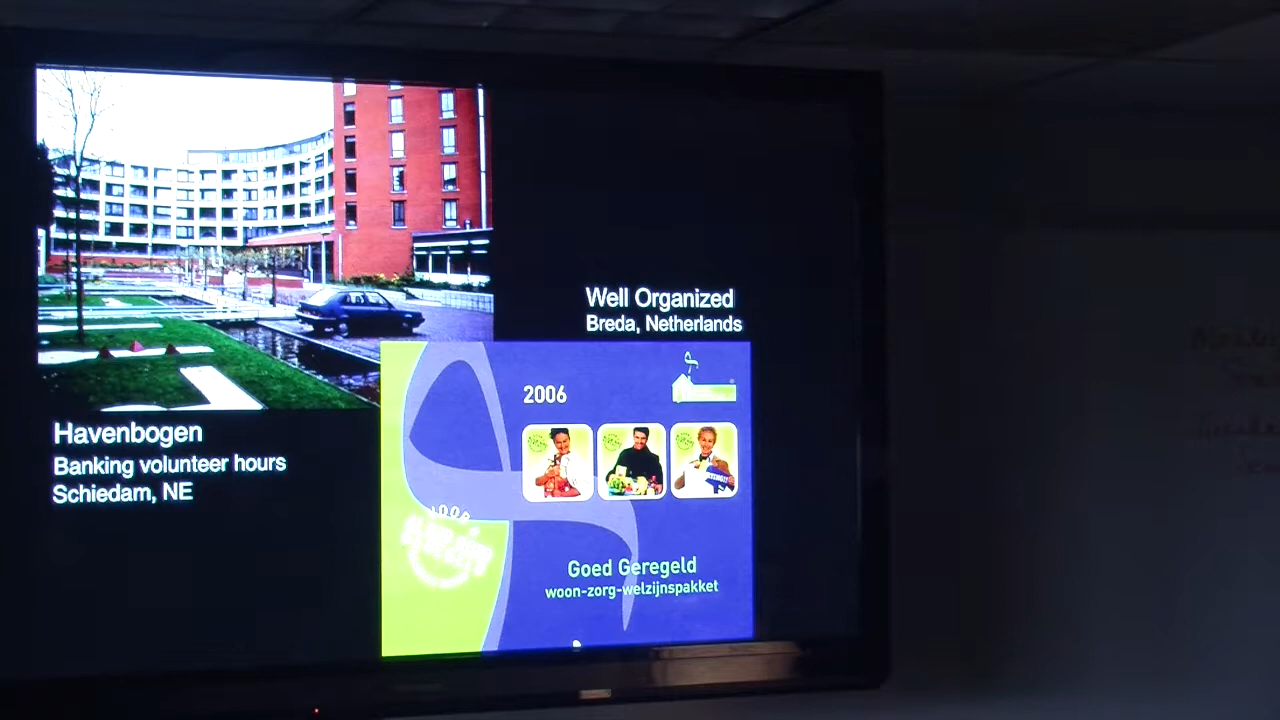 Well Organized
Breda, Netherlands
Havenbogen
Banking volunteer hours
Schiedam, NE
2006
Goed Geregeld
woon-zorg-welzijnspakket